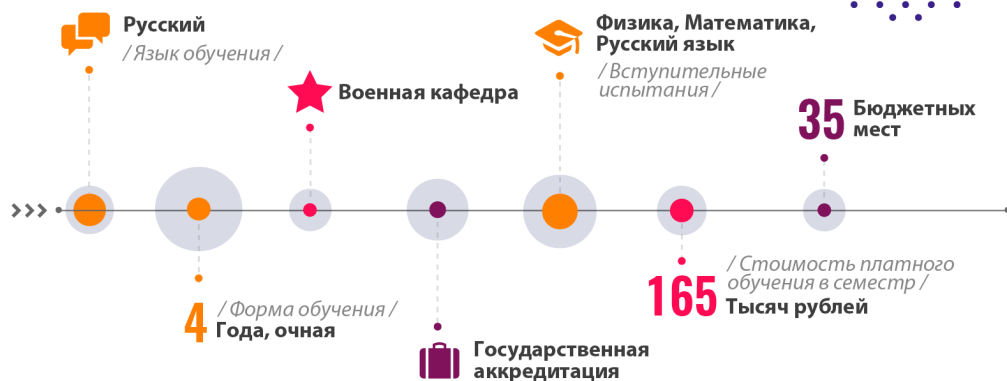 Русский
/ Язык обучения /
Военная кафедра
Физика, Математика,
Русский язык
/ Вступительные
испытания /
35 Бюджетных
мест
4 / Форма обучения /
Года, очная
Государственная
аккредитация
165 / Стоимость платного
обучения в семестр /
Тысяч рублей